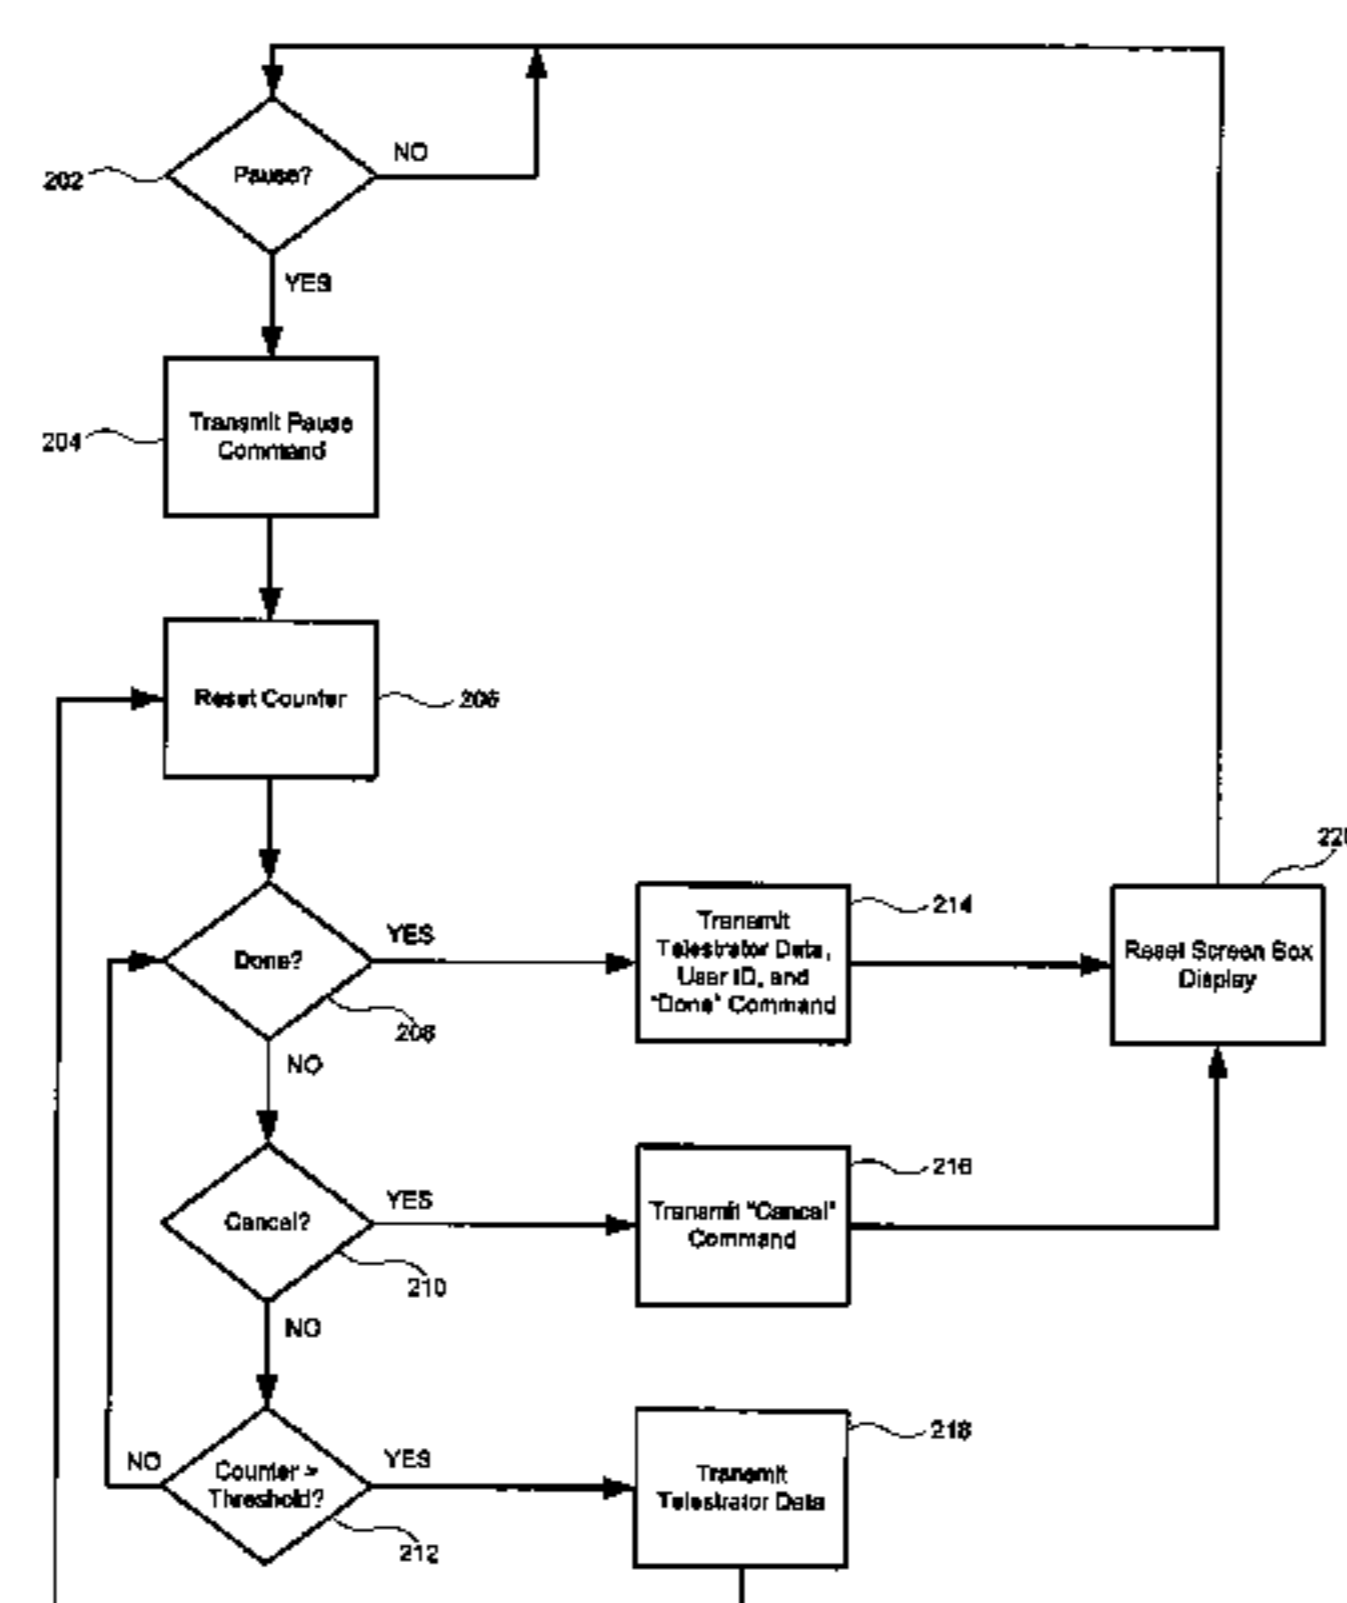 Pause?
NO
202
YES
Transmit Pause
Command
204
Reset Counter
206
Done?
YES
208
NO
Transmit
Telestrator Data,
User ID, and
"Done" Command
214
Reset Screen Box
Display
Cancel?
YES
210
NO
Transmit "Cancel"
Command
216
Counter >
Threshold?
NO
YES
212
Transmit
Telestrator Data
218